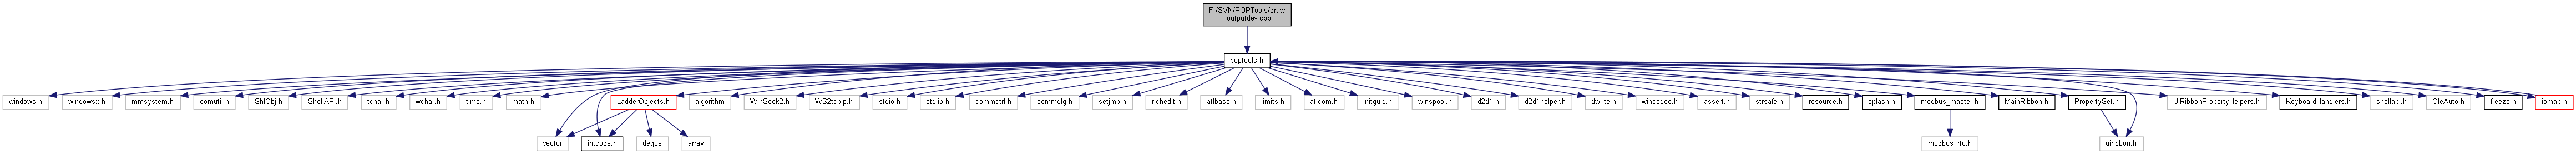 F:/SVN/POPTools/draw
_outputdev.cpp
poptools.h
windows.h
windowsx.h
mmsystem.h
comutil.h
ShlObj.h
ShellAPI.h
tchar.h
wchar.h
time.h
math.h
LadderObjects.h
algorithm
WinSock2.h
WS2tcpip.h
stdio.h
stdlib.h
commctrl.h
commdlg.h
setjmp.h
richedit.h
atlbase.h
limits.h
atlcom.h
initguid.h
winspool.h
d2d1.h
d2d1helper.h
dwrite.h
wincodec.h
assert.h
strsafe.h
resource.h
splash.h
modbus_master.h
MainRibbon.h
PropertySet.h
UIRibbonPropertyHelpers.h
KeyboardHandlers.h
shellapi.h
OleAuto.h
freeze.h
iomap.h
vector
intcode.h
deque
array
modbus_rtu.h
uiribbon.h